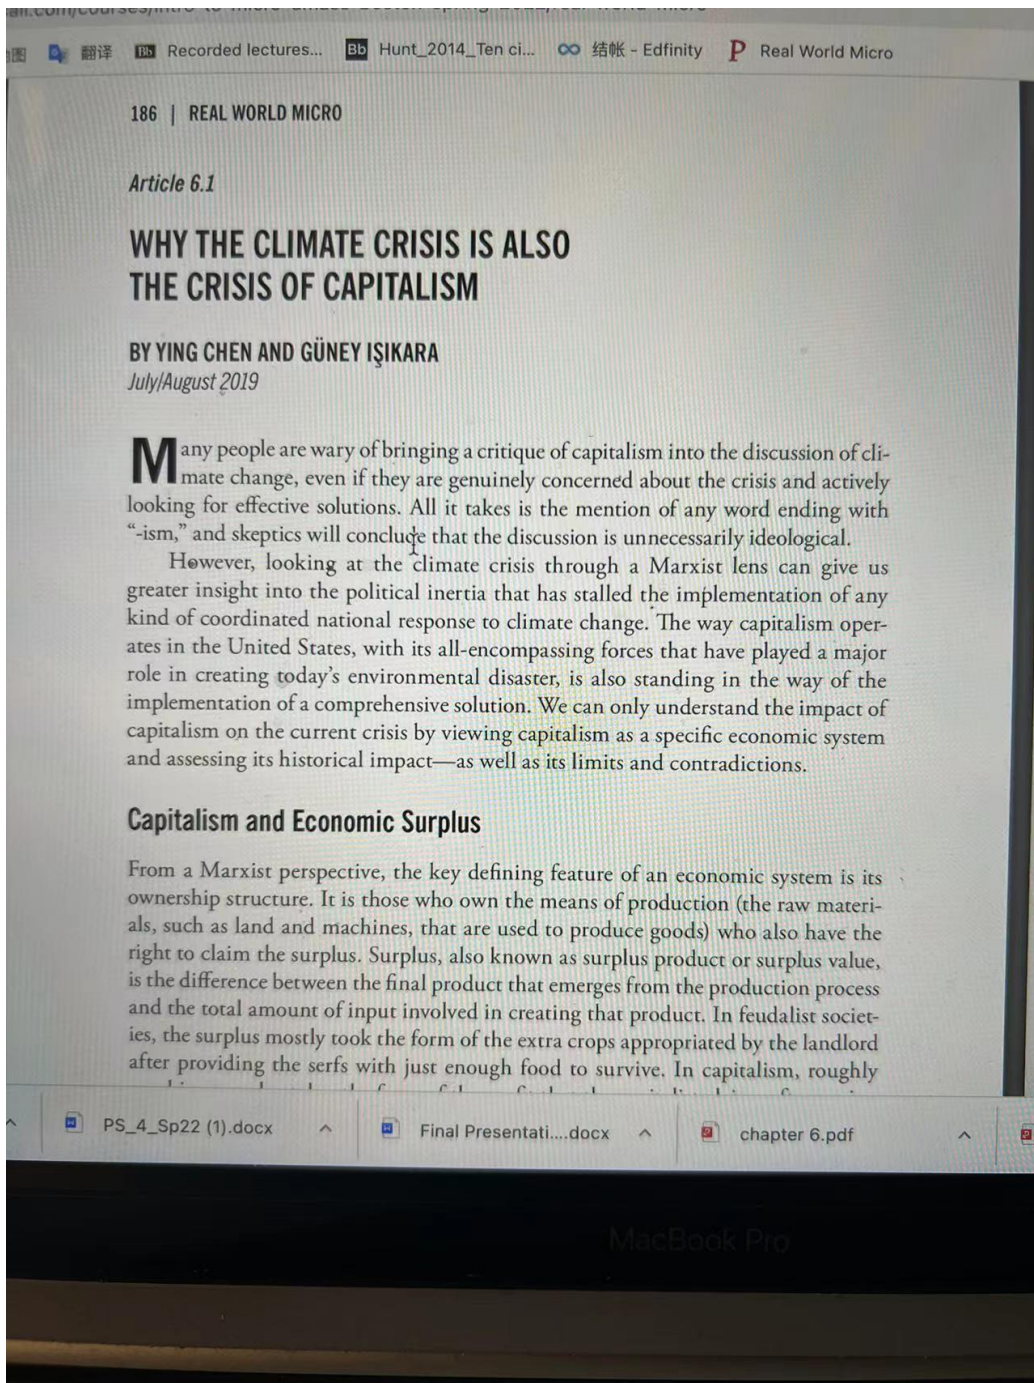 翻译 Recorded lectures... Bb Hunt_2014_Ten ci... 结帐 - Edfinity P Real World Micro
186 | REAL WORLD MICRO
Article 6.1
WHY THE CLIMATE CRISIS IS ALSO
THE CRISIS OF CAPITALISM
BY YING CHEN AND GÜNEY IŞIKARA
July/August 2019
Many people are wary of bringing a critique of capitalism into the discussion of cli-
mate change, even if they are genuinely concerned about the crisis and actively
looking for effective solutions. All it takes is the mention of any word ending with
“-ism,” and skeptics will conclude that the discussion is unnecessarily ideological.
However, looking at the climate crisis through a Marxist lens can give us
greater insight into the political inertia that has stalled the implementation of any
kind of coordinated national response to climate change. The way capitalism oper-
ates in the United States, with its all-encompassing forces that have played a major
role in creating today’s environmental disaster, is also standing in the way of the
implementation of a comprehensive solution. We can only understand the impact of
capitalism on the current crisis by viewing capitalism as a specific economic system
and assessing its historical impact—as well as its limits and contradictions.
Capitalism and Economic Surplus
From a Marxist perspective, the key defining feature of an economic system is its
ownership structure. It is those who own the means of production (the raw materi-
als, such as land and machines, that are used to produce goods) who also have the
right to claim the surplus. Surplus, also known as surplus product or surplus value,
is the difference between the final product that emerges from the production process
and the total amount of input involved in creating that product. In feudalist societ-
ies, the surplus mostly took the form of the extra crops appropriated by the landlord
after providing the serfs with just enough food to survive. In capitalism, roughly
PS_4_Sp22 (1).docx Final Presentati....docx chapter 6.pdf
MacBook Pro